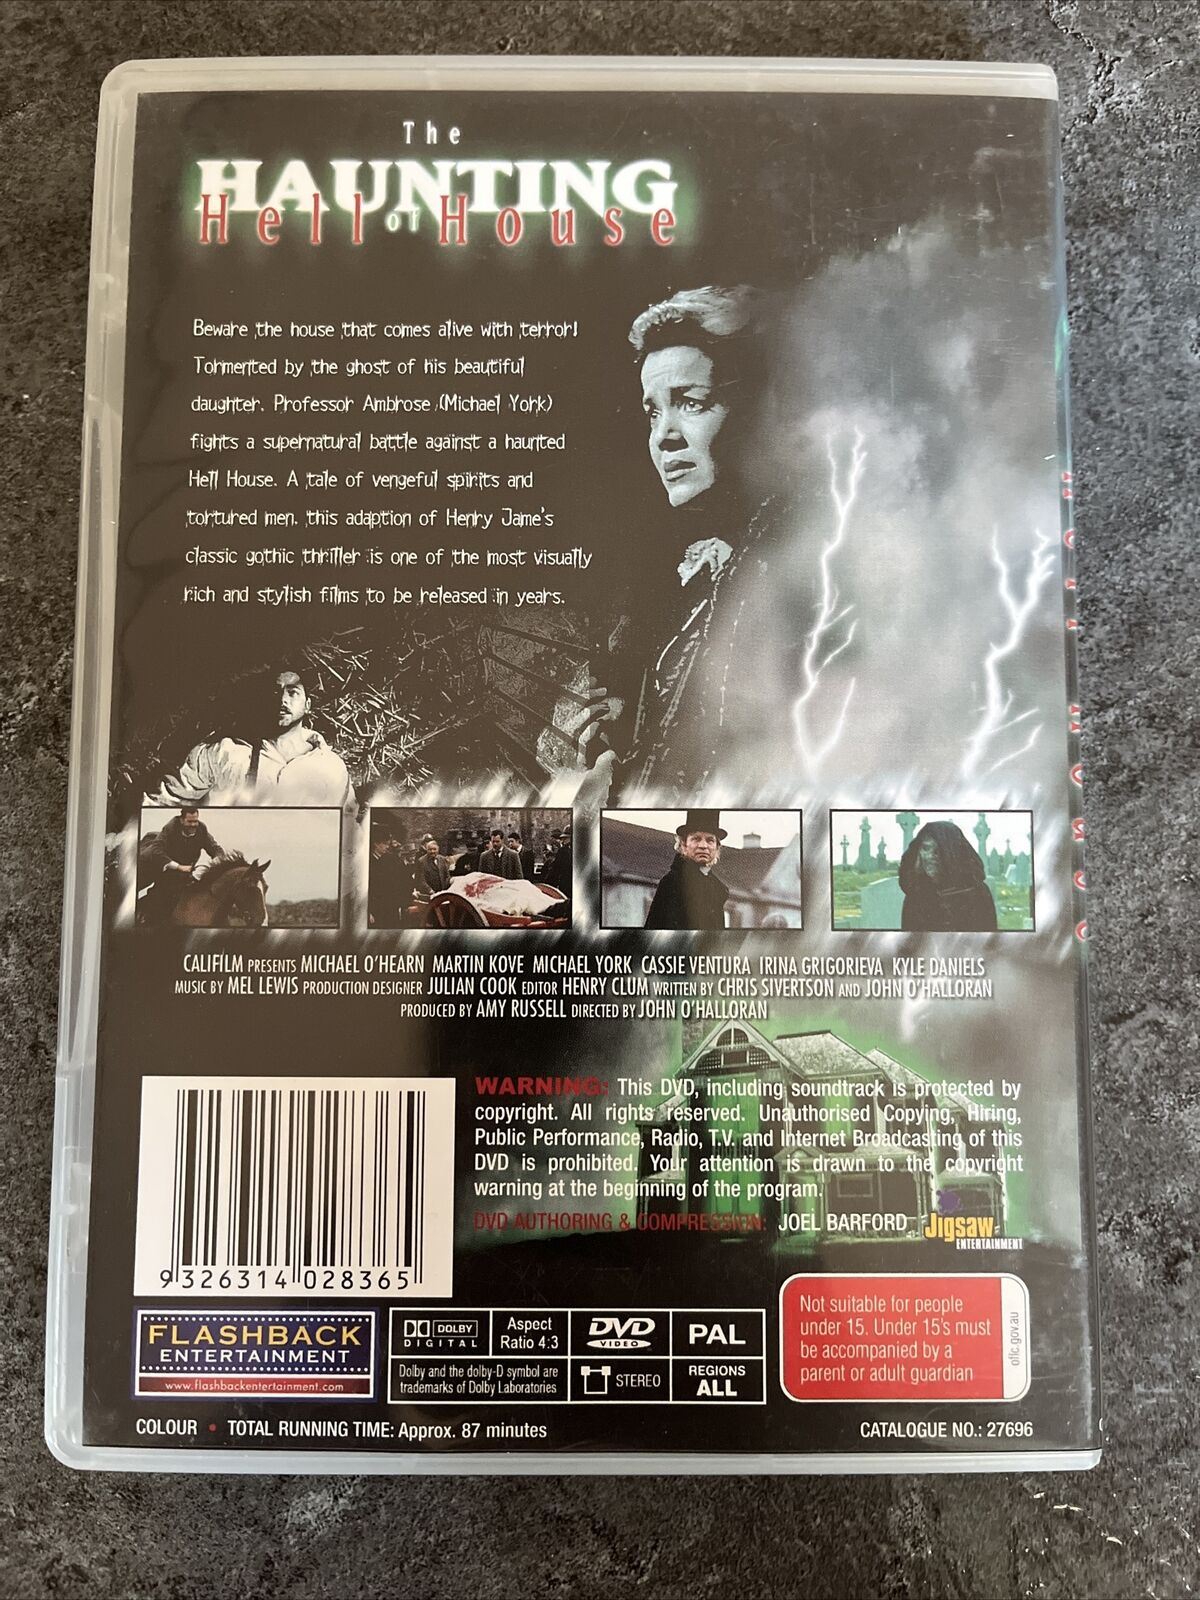 The
HAUNTING
of
Hell House
Beware the house that comes alive with terror!
Tormented by the ghost of his beautiful
daughter. Professor Ambrose (Michael York)
fights a supernatural battle against a haunted
Hell House. A tale of vengeful spirits and
tortured men. this adaption of Henry Jame's
classic gothic thriller is one of the most visually
rich and stylish films to be released in years.
CALIFILM PRESENTS MICHAEL O'HEARN MARTIN KOVE MICHAEL YORK CASSIE VENTURA IRINA GRIGORIEVA KYLE DANIELS
MUSIC BY MEL LEWIS PRODUCTION DESIGNER JULIAN COOK EDITOR HENRY CLUM WRITTEN BY CHRIS SIVERTSON AND JOHN O'HALLORAN
PRODUCED BY AMY RUSSELL DIRECTED BY JOHN O'HALLORAN
WARNING: This DVD, including soundtrack is protected by
copyright. All rights reserved. Unauthorised Copying, Hiring,
Public Performance, Radio, T.V. and Internet Broadcasting of this
DVD is prohibited. Your attention is drawn to the copyright
warning at the beginning of the program.
DVD AUTHORING & COMPRESSION: JOEL BARFORD
Jigsaw
ENTERTAINMENT
9 326314 028365
FLASHBACK
ENTERTAINMENT
www.flashbackentertainment.com
DOLBY
DIGITAL
Aspect
Ratio 4:3
DVD
VIDEO
PAL
Dolby and the dolby-D symbol are
trademarks of Dolby Laboratories
STEREO
REGIONS
ALL
Not suitable for people
under 15. Under 15's must
be accompanied by a
parent or adult guardian
oflc.gov.au
COLOUR • TOTAL RUNNING TIME: Approx. 87 minutes
CATALOGUE NO.: 27696